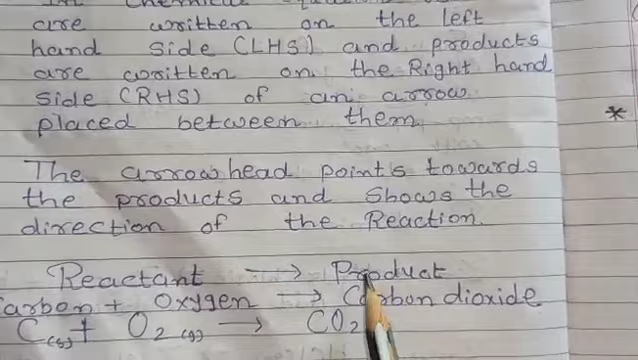 are written on the left
hand side (LHS) and products
are written on the Right hand
side (RHS) of an arrow
placed between them
*
The arrowhead points towards
the products and Shows the
direction of the Reaction.
Reactant → Product
Carbon + Oxygen → Carbon dioxide
C(s) + O2 (g) → CO2